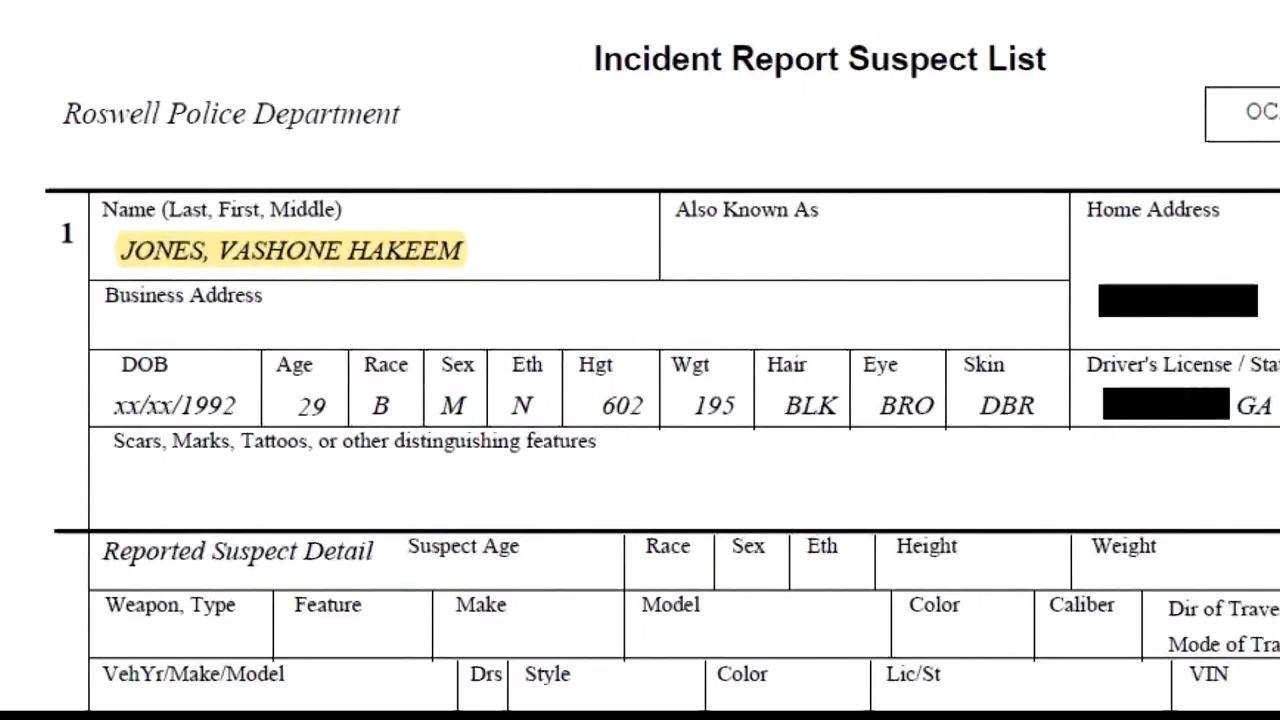 Incident Report Suspect List
Roswell Police Department
OCA
1
Name (Last, First, Middle)
Also Known As
Home Address
JONES, VASHONE HAKEEM
Business Address
DOB Age Race Sex Eth Hgt Wgt Hair Eye Skin Driver's License / Sta
xx/xx/1992 29 B M N 602 195 BLK BRO DBR GA
Scars, Marks, Tattoos, or other distinguishing features
Reported Suspect Detail Suspect Age Race Sex Eth Height Weight
Weapon, Type Feature Make Model Color Caliber Dir of Trave
Mode of Tra
VehYr/Make/Model Drs Style Color Lic/St VIN